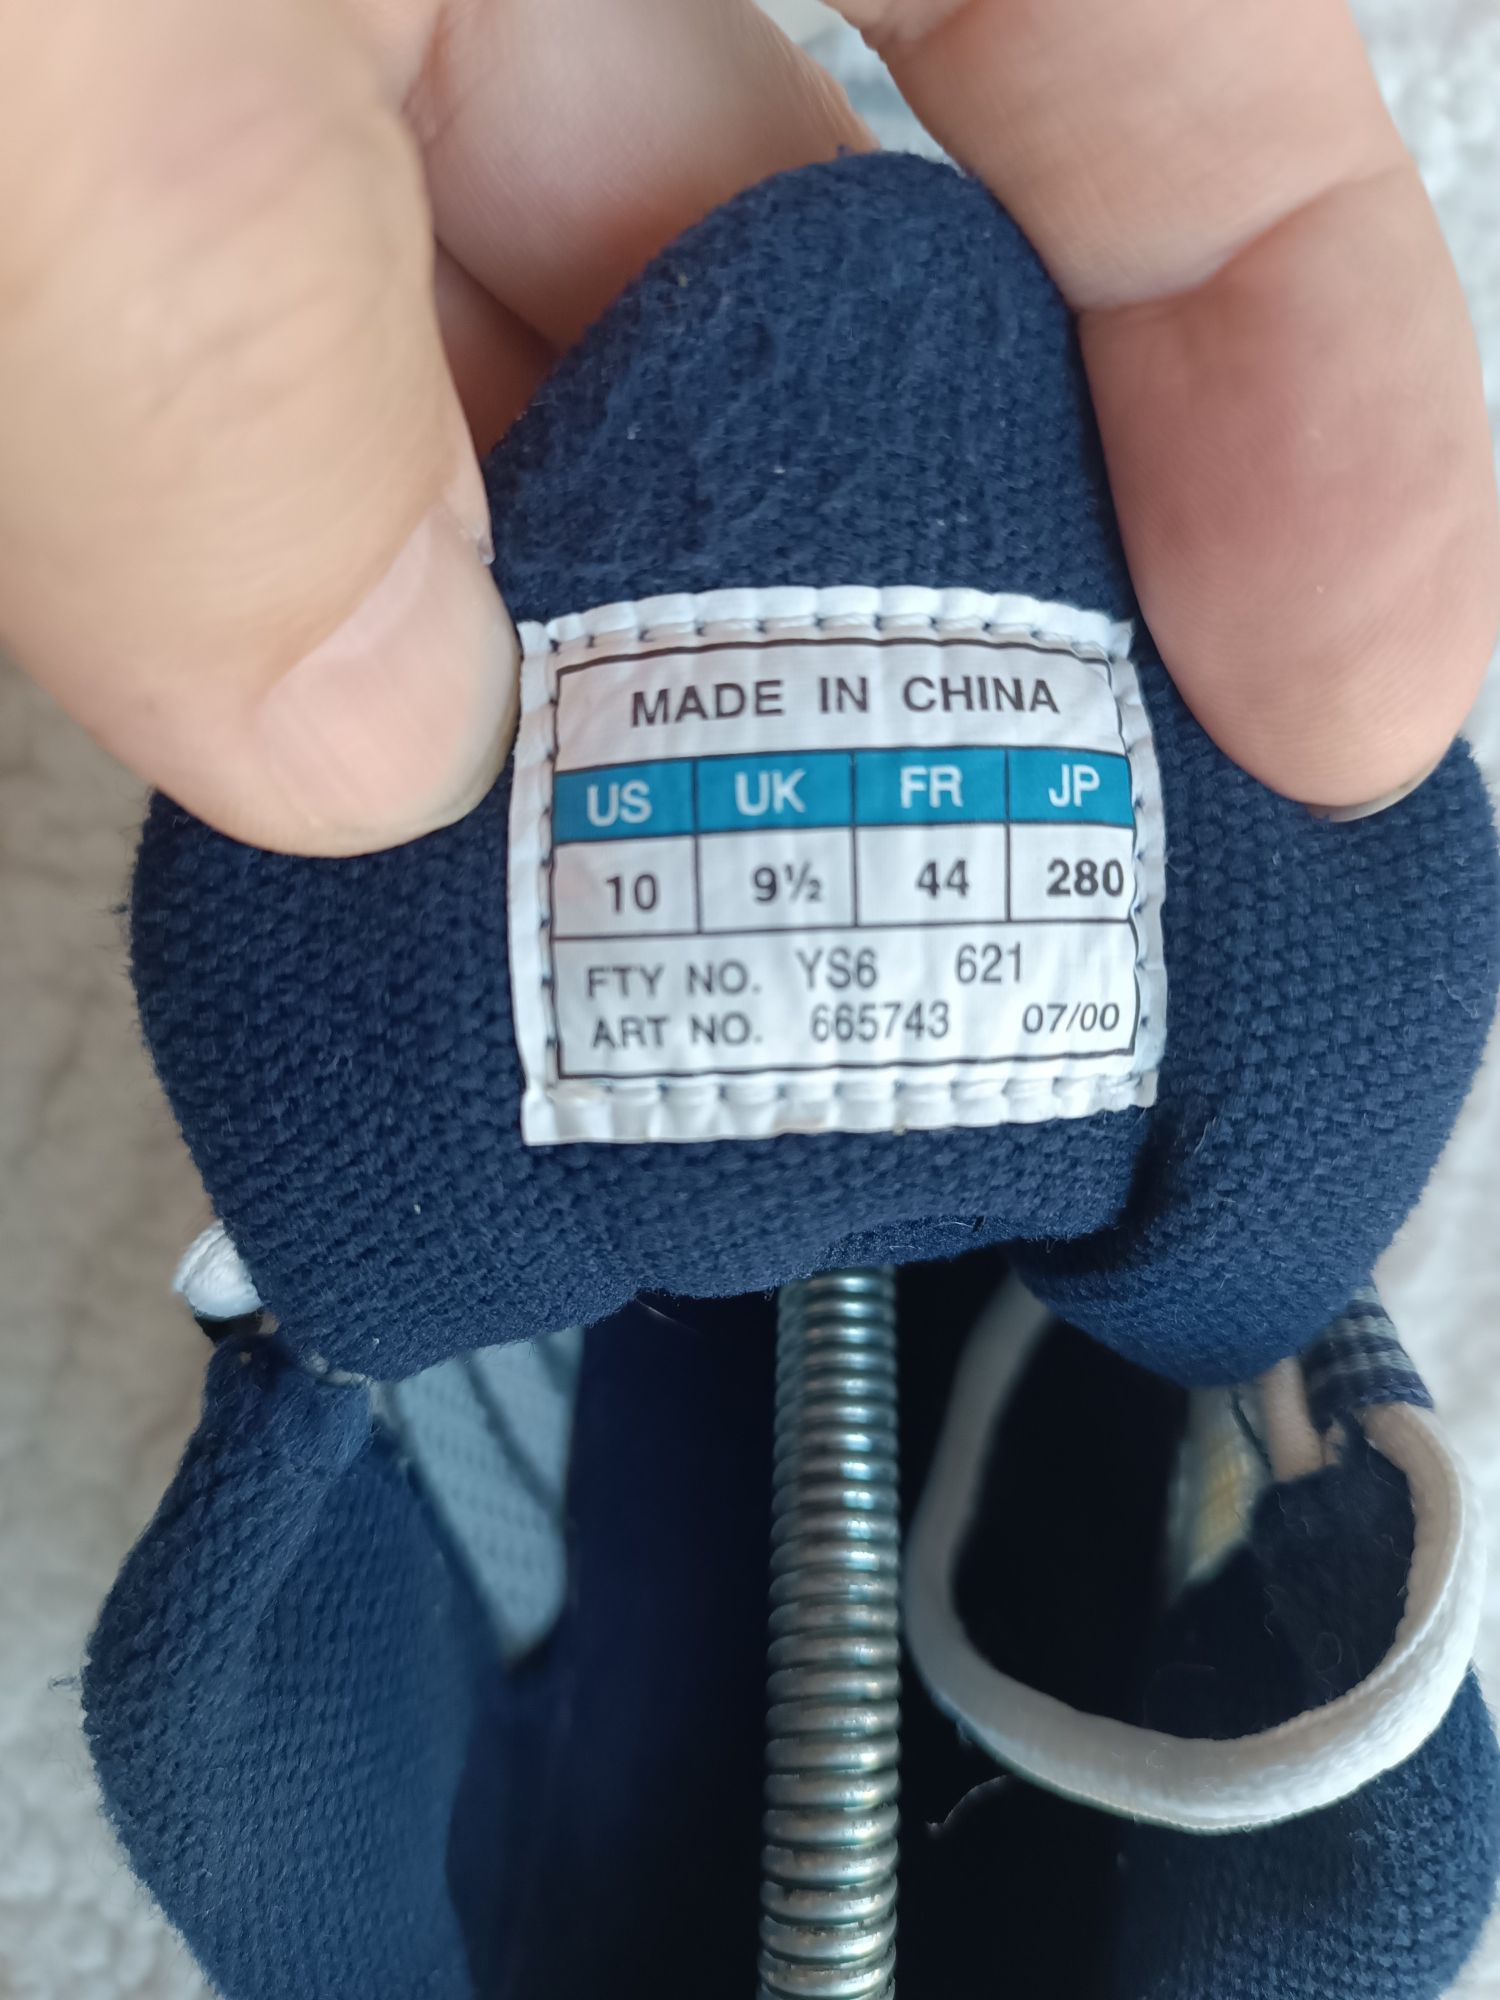 MADE IN CHINA
US UK FR JP
10 9½ 44 280
FTY NO. YS6 621
ART NO. 665743 07/00